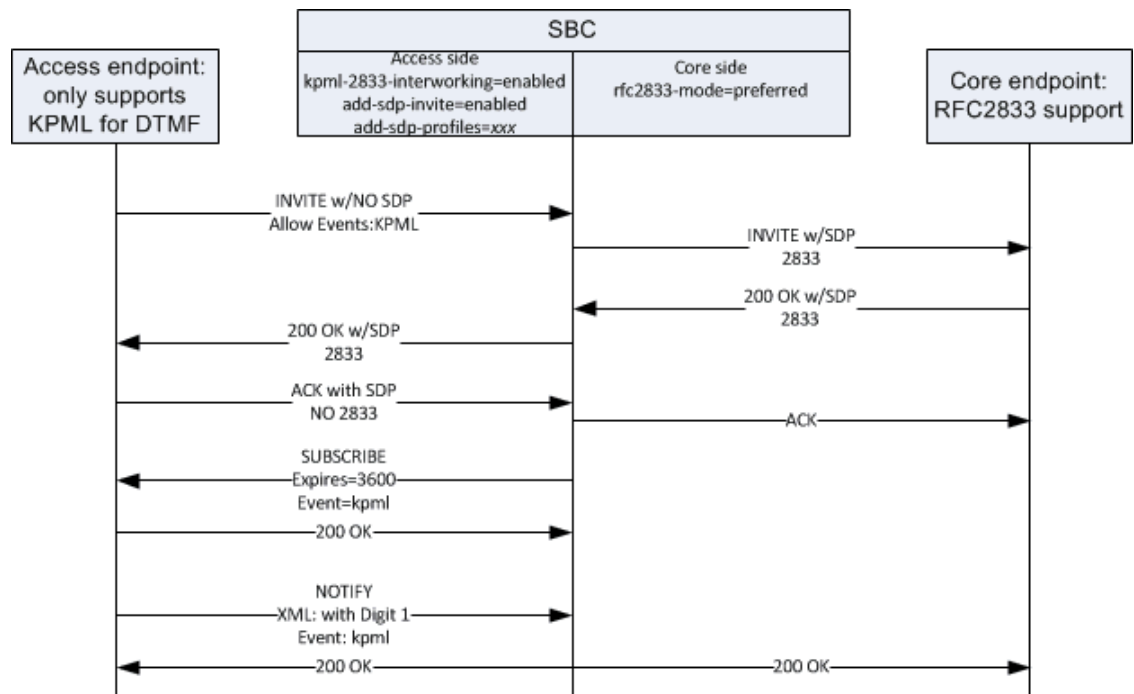 SBC
Access endpoint:
only supports
KPML for DTMF
Access side
kpml-2833-interworking=enabled
add-sdp-invite=enabled
add-sdp-profiles=xxx
Core side
rfc2833-mode=preferred
Core endpoint:
RFC2833 support
INVITE w/NO SDP
Allow Events:KPML
INVITE w/SDP
2833
200 OK w/SDP
2833
200 OK w/SDP
2833
ACK with SDP
NO 2833
ACK
SUBSCRIBE
Expires=3600
Event=kpml
200 OK
NOTIFY
XML: with Digit 1
Event: kpml
200 OK
200 OK